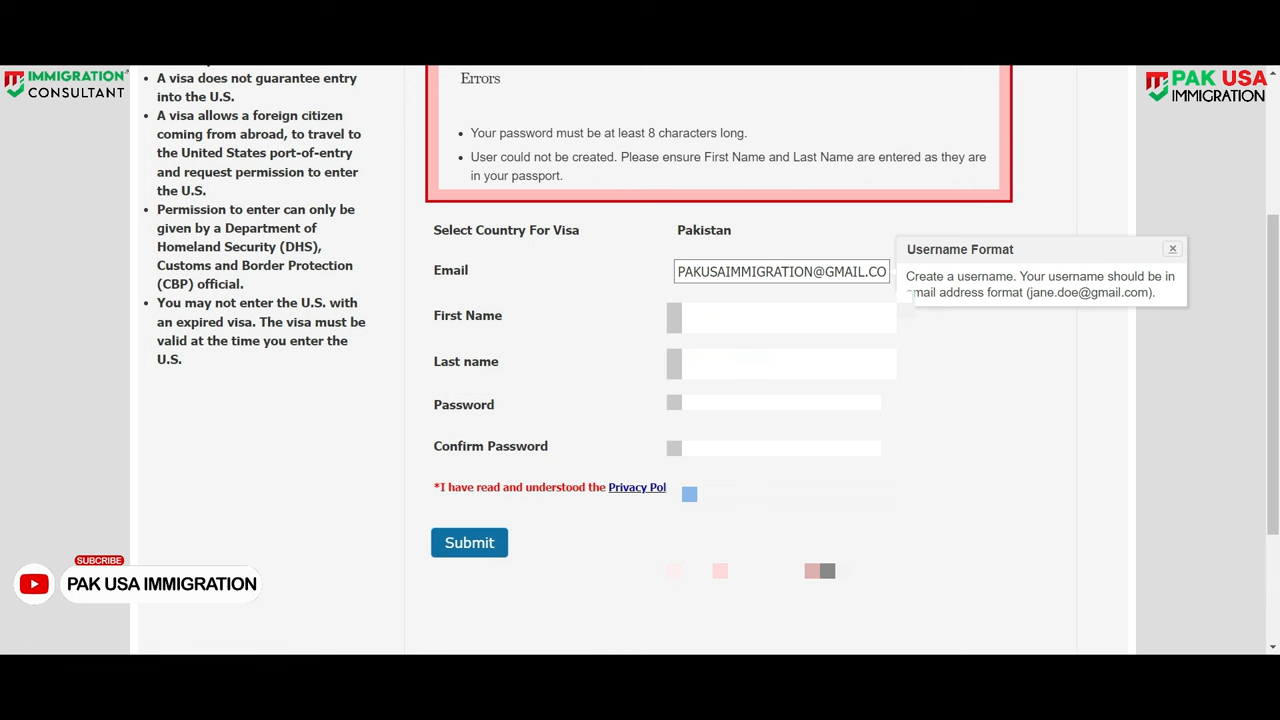 IMMIGRATION
CONSULTANT
A visa does not guarantee entry
into the U.S.
A visa allows a foreign citizen
coming from abroad, to travel to
the United States port-of-entry
and request permission to enter
the U.S.
Permission to enter can only be
given by a Department of
Homeland Security (DHS),
Customs and Border Protection
(CBP) official.
You may not enter the U.S. with
an expired visa. The visa must be
valid at the time you enter the
U.S.
Errors
Your password must be at least 8 characters long.
User could not be created. Please ensure First Name and Last Name are entered as they are
in your passport.
Select Country For Visa Pakistan
Email PAKUSAIMMIGRATION@GMAIL.CO
First Name
Last name
Password
Confirm Password
*I have read and understood the Privacy Pol
Submit
Username Format
Create a username. Your username should be in
email address format (jane.doe@gmail.com).
PAK USA
IMMIGRATION
SUBCRIBE
PAK USA IMMIGRATION